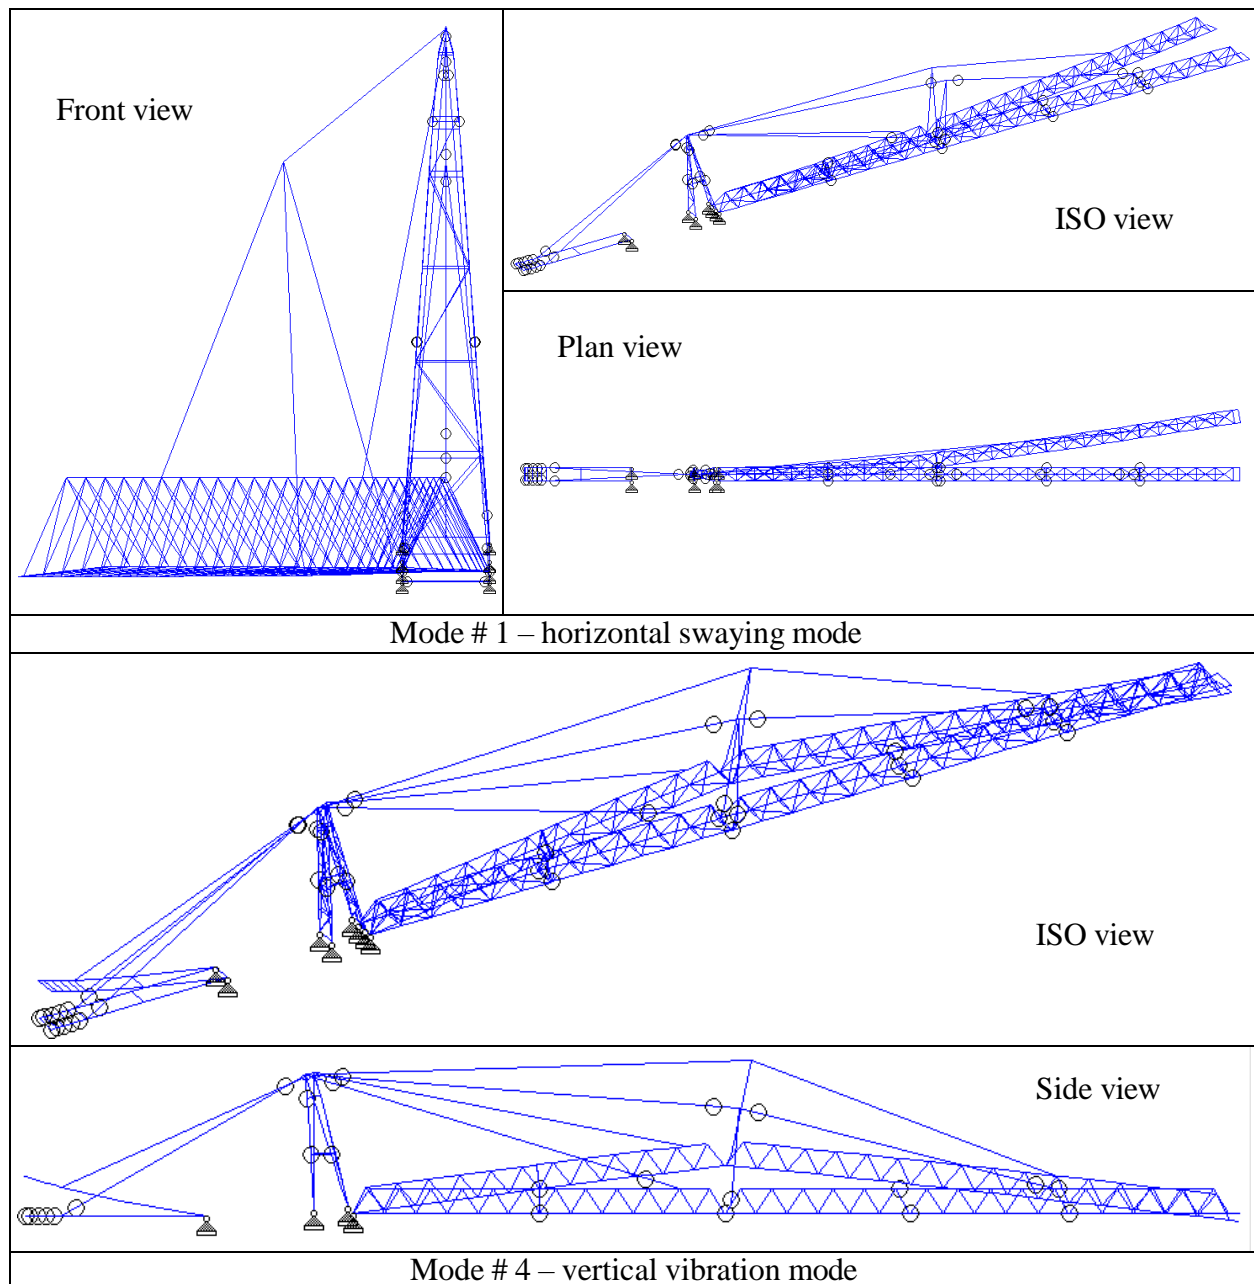 Front view
ISO view
Plan view
Mode # 1 – horizontal swaying mode
ISO view
Side view
Mode # 4 – vertical vibration mode